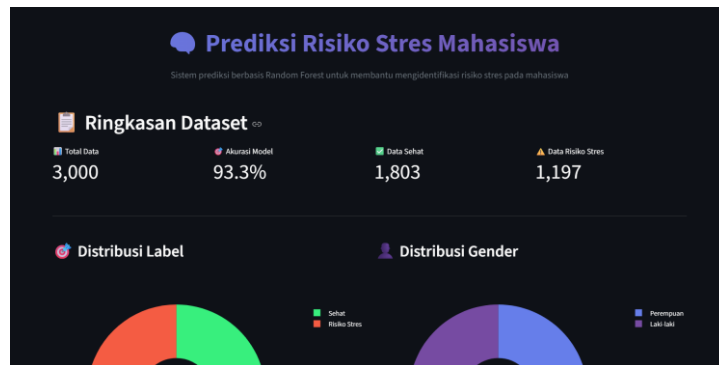 Prediksi Risiko Stres Mahasiswa
Sistem prediksi berbasis Random Forest untuk membantu mengidentifikasi risiko stres pada mahasiswa
Ringkasan Dataset
Total Data
3,000
Akurasi Model
93.3%
Data Sehat
1,803
Data Risiko Stres
1,197
Distribusi Label
Sehat
Risiko Stres
Distribusi Gender
Perempuan
Laki-laki